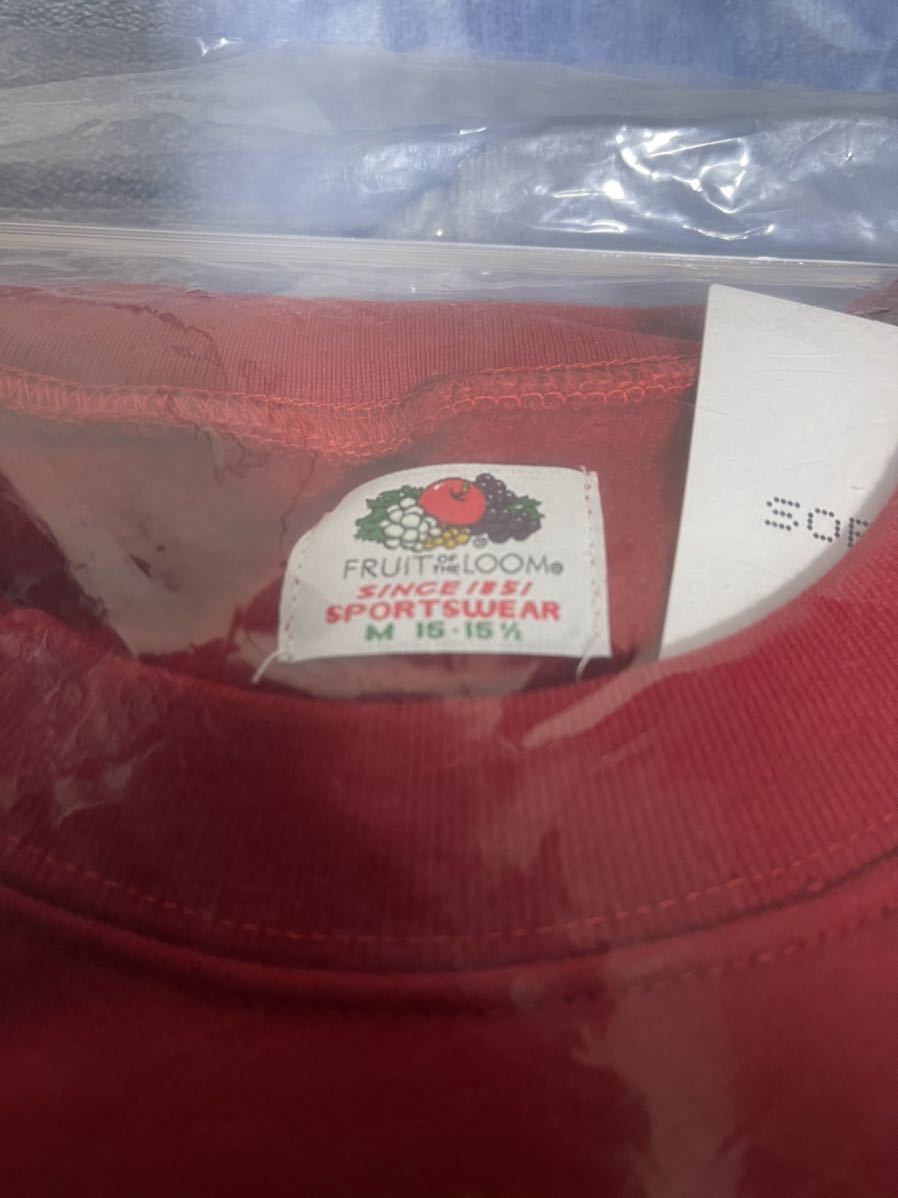 FRUIT OF THE LOOM®
SINCE 1851
SPORTSWEAR
M 15·15½